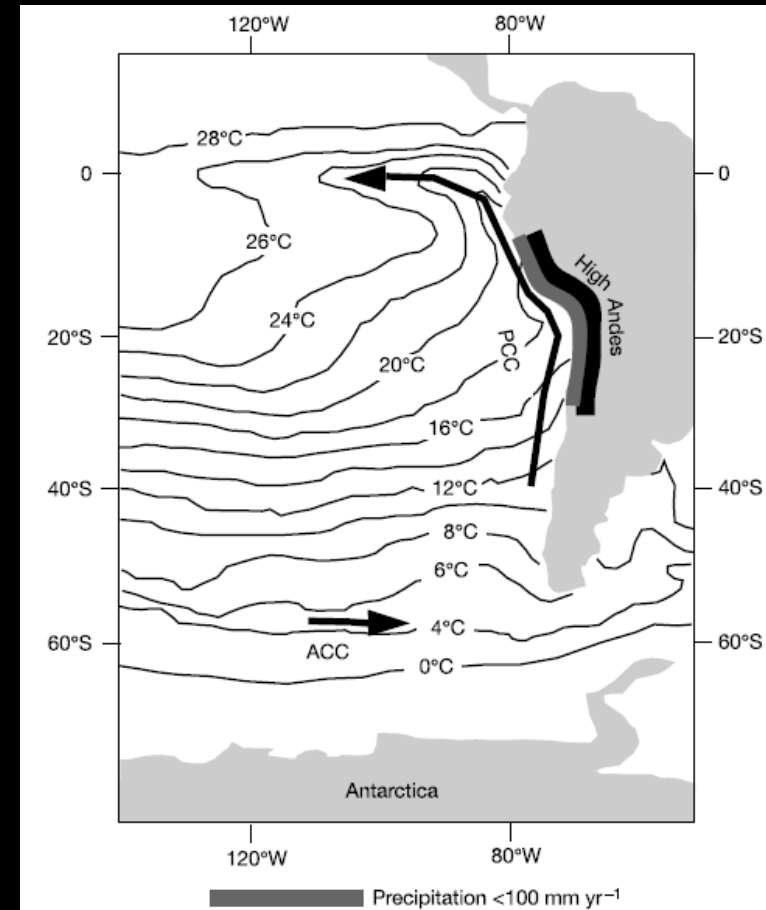 120°W 80°W
28°C
0 0
26°C
High Andes
24°C
20°S 20°S
PCC
20°C
16°C
12°C
40°S 40°S
8°C
6°C
4°C
60°S 60°S
ACC
0°C
Antarctica
120°W 80°W
Precipitation <100 mm yr⁻¹